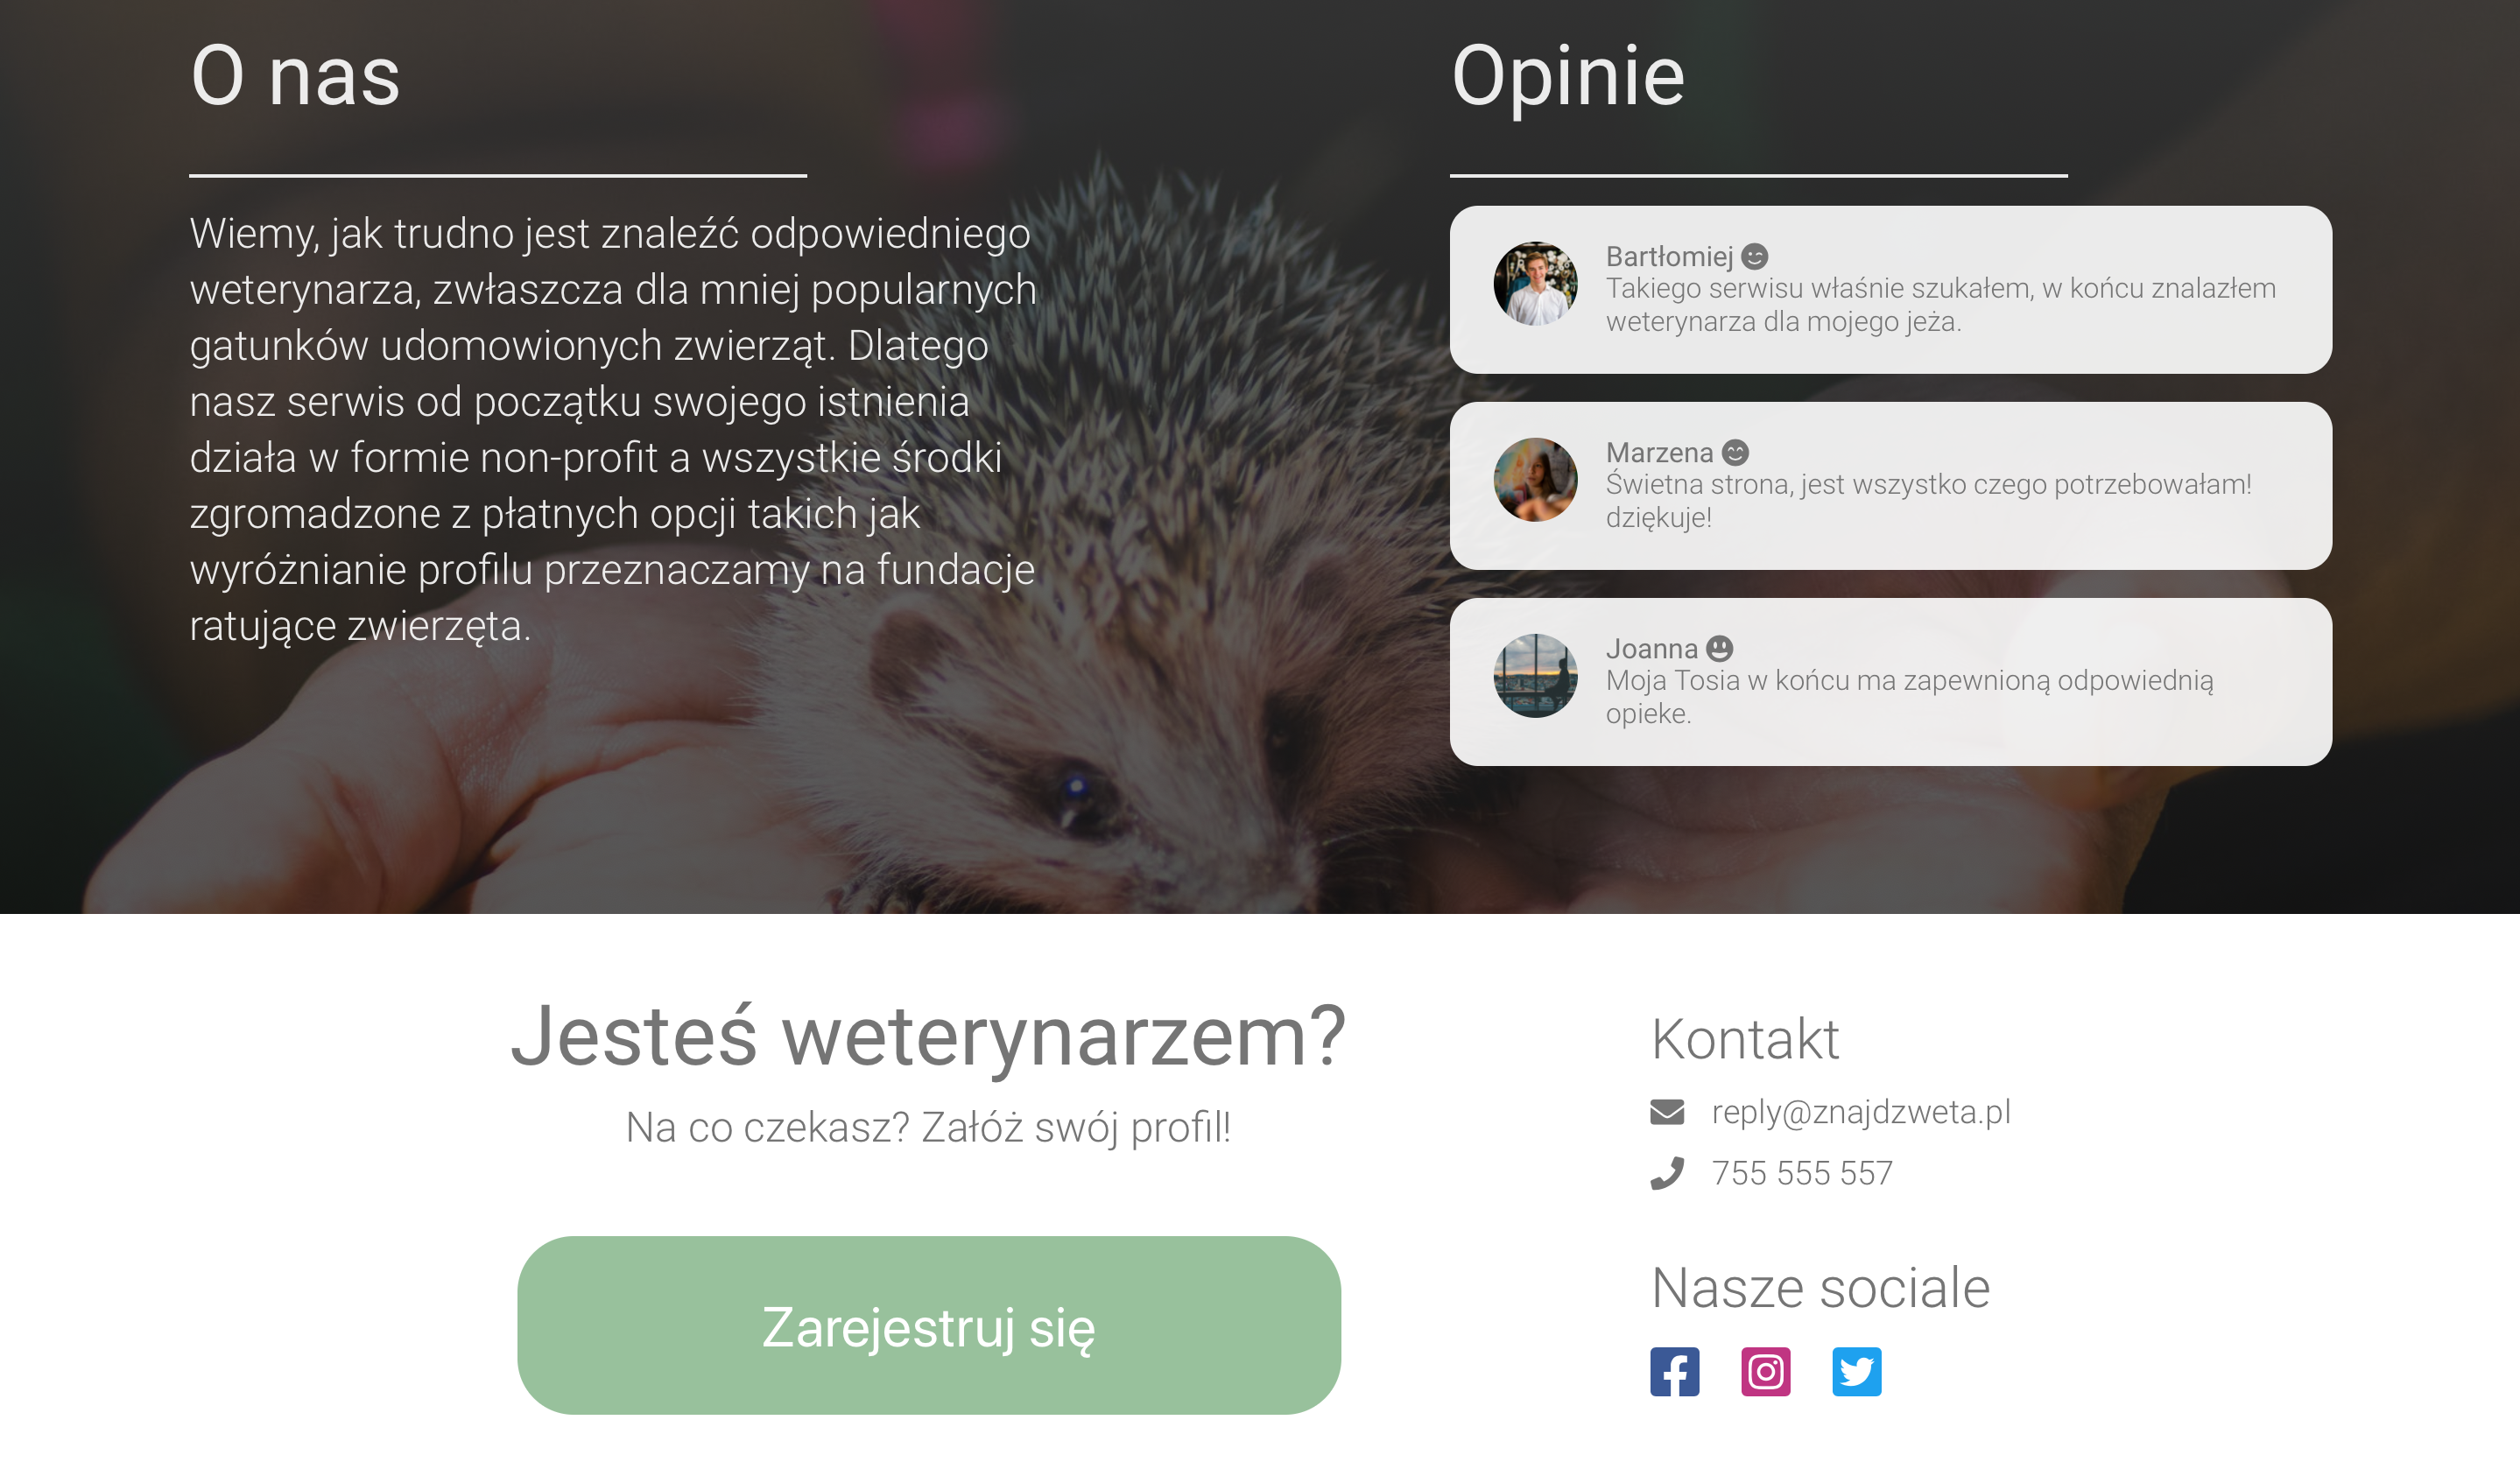 O nas
Wiemy, jak trudno jest znaleźć odpowiedniego
weterynarza, zwłaszcza dla mniej popularnych
gatunków udomowionych zwierząt. Dlatego
nasz serwis od początku swojego istnienia
działa w formie non-profit a wszystkie środki
zgromadzone z płatnych opcji takich jak
wyróżnianie profilu przeznaczamy na fundacje
ratujące zwierzęta.
Opinie
Bartłomiej
Takiego serwisu właśnie szukałem, w końcu znalazłem
weterynarza dla mojego jeża.
Marzena
Świetna strona, jest wszystko czego potrzebowałam!
dziękuje!
Joanna
Moja Tosia w końcu ma zapewnioną odpowiednią
opieke.
Jesteś weterynarzem?
Na co czekasz? Załóż swój profil!
Zarejestruj się
Kontakt
reply@znajdzweta.pl
755 555 557
Nasze sociale